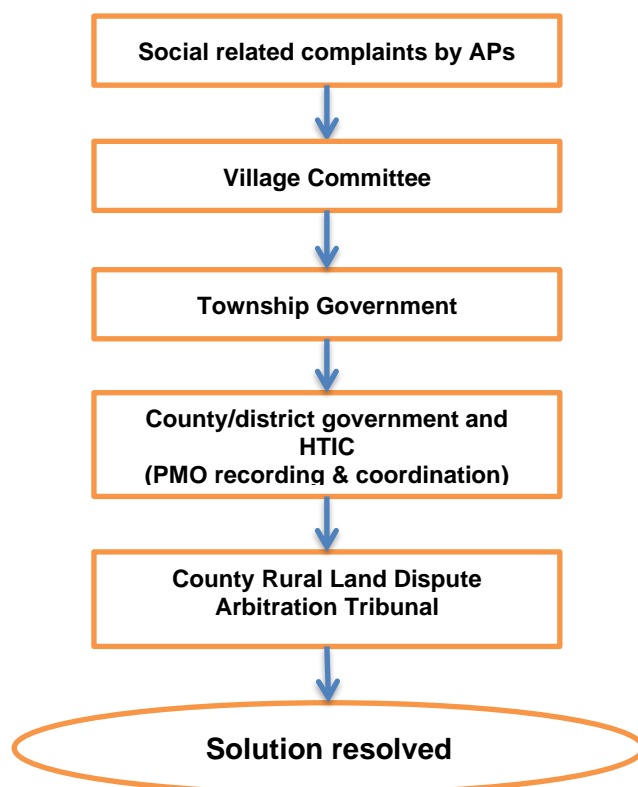 Social related complaints by APs
Village Committee
Township Government
County/district government and
HTIC
(PMO recording & coordination)
County Rural Land Dispute
Arbitration Tribunal
Solution resolved